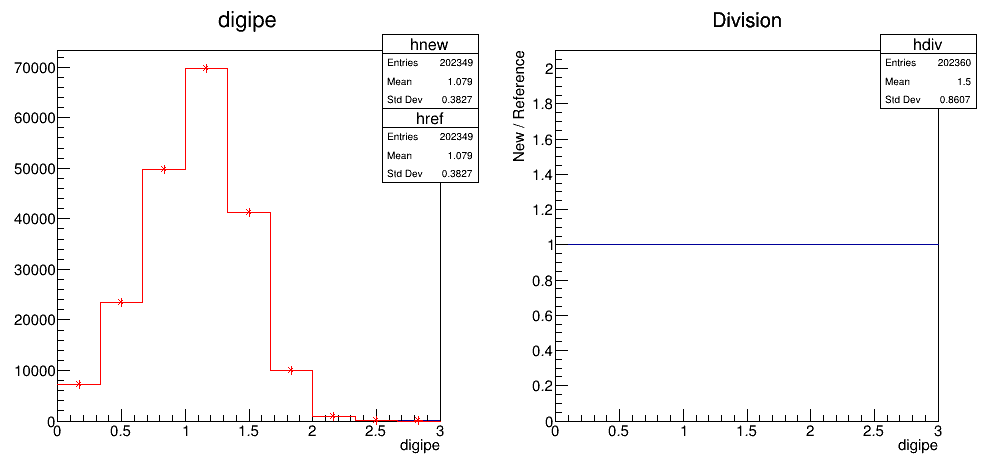 digipe
hnew
Entries 202349
Mean 1.079
Std Dev 0.3827
href
Entries 202349
Mean 1.079
Std Dev 0.3827
70000
60000
50000
40000
30000
20000
10000
0
0 0.5 1 1.5 2 2.5 3
digipe
Division
hdiv
Entries 202360
Mean 1.5
Std Dev 0.8607
New / Reference
2
1.8
1.6
1.4
1.2
1
0.8
0.6
0.4
0.2
0
0 0.5 1 1.5 2 2.5 3
digipe